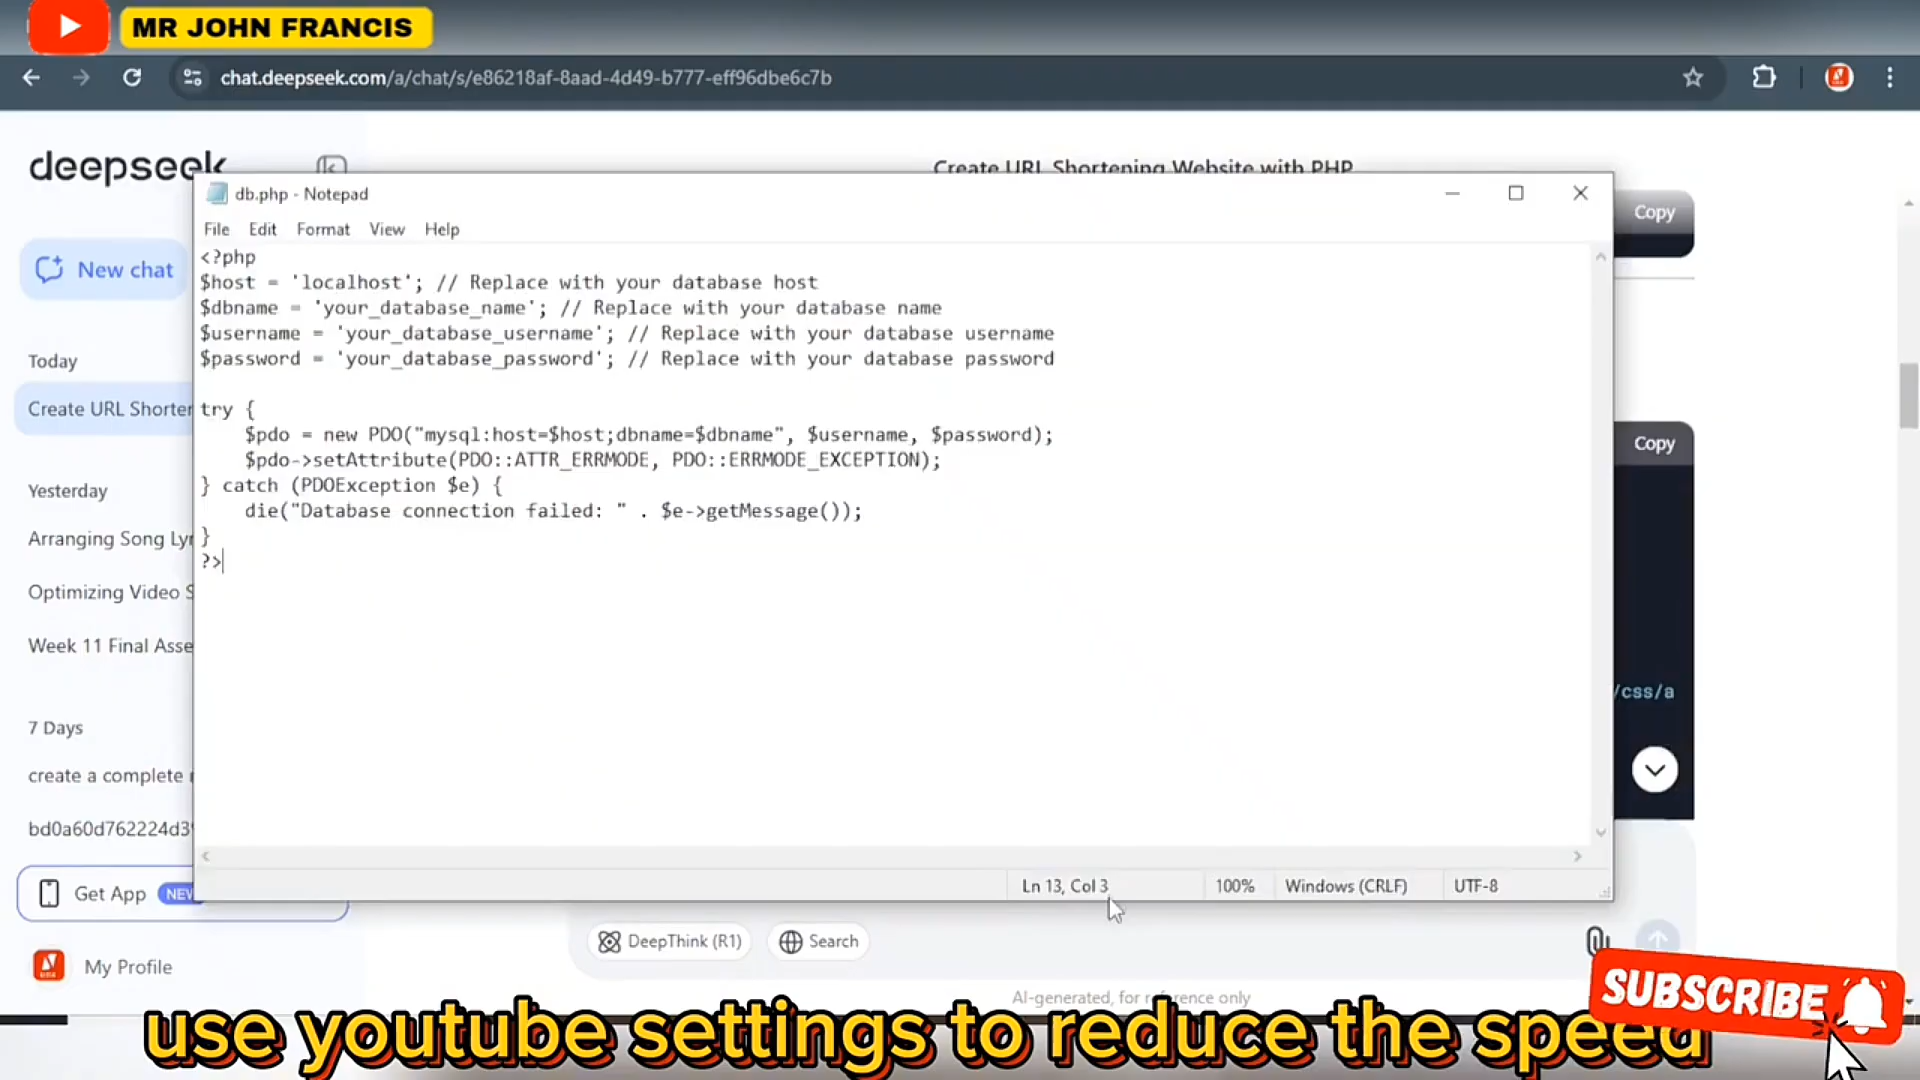 MR JOHN FRANCIS
chat.deepseek.com/a/chat/s/e86218af-8aad-4d49-b777-eff96dbe6c7b
deepseek
Create URL Shortening Website with PHP
New chat
Today
Create URL Shorter
Yesterday
Arranging Song Lyr
Optimizing Video S
Week 11 Final Asse
7 Days
create a complete
bd0a60d762224d39
Get App NEW
My Profile
db.php - Notepad
File Edit Format View Help
<?php
$host = 'localhost'; // Replace with your database host
$dbname = 'your_database_name'; // Replace with your database name
$username = 'your_database_username'; // Replace with your database username
$password = 'your_database_password'; // Replace with your database password
try {
$pdo = new PDO("mysql:host=$host;dbname=$dbname", $username, $password);
$pdo->setAttribute(PDO::ATTR_ERRMODE, PDO::ERRMODE_EXCEPTION);
} catch (PDOException $e) {
die("Database connection failed: " . $e->getMessage());
}
?>
Ln 13, Col 3 100% Windows (CRLF) UTF-8
Copy
Copy
/css/a
DeepThink (R1) Search
AI-generated, for reference only
SUBSCRIBE
use youtube settings to reduce the speed